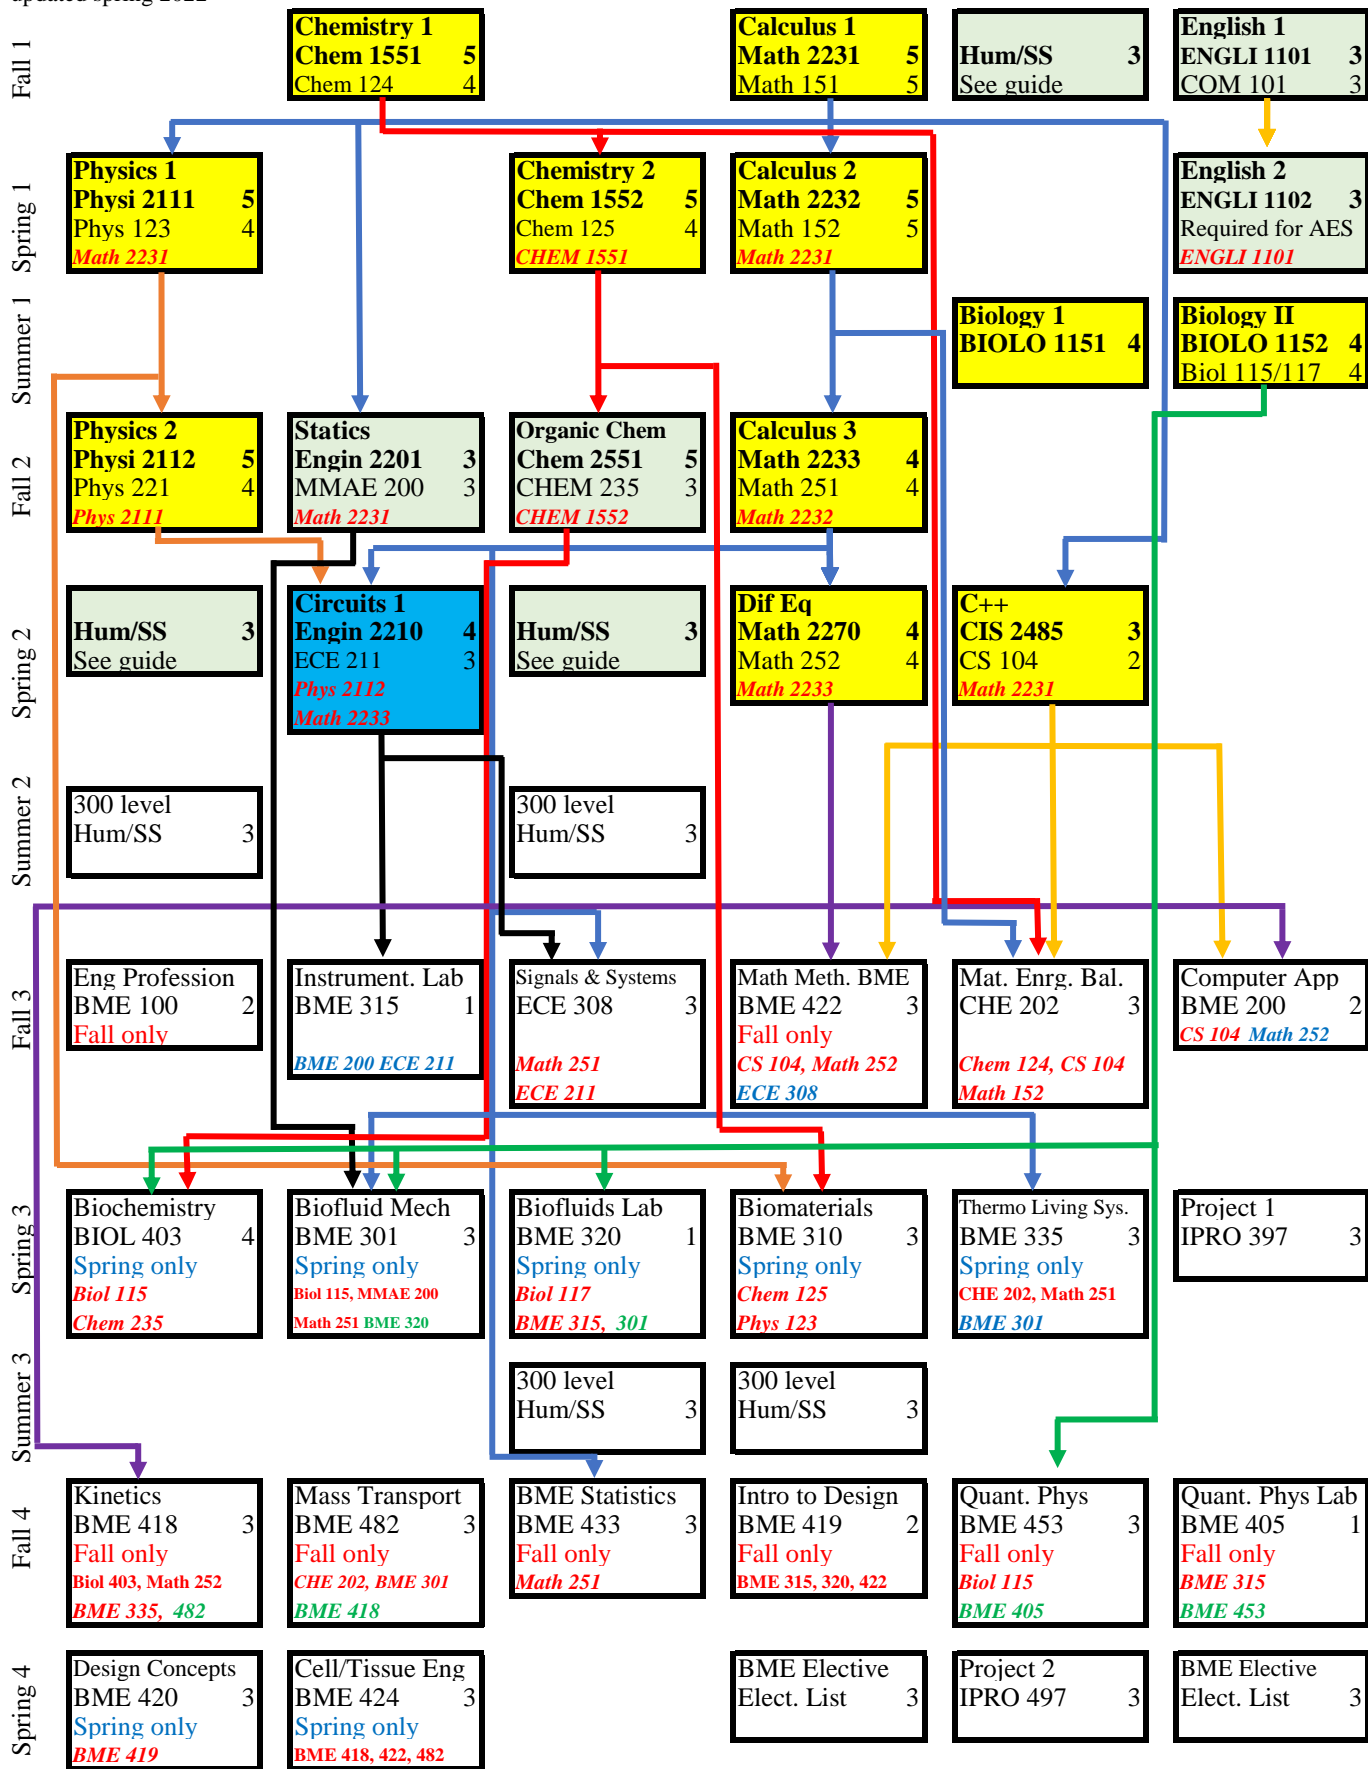 updated spring 2022
Fall 1
Chemistry 1
Chem 1551 5
Chem 124 4
Calculus 1
Math 2231 5
Math 151 5
Hum/SS 3
See guide
English 1
ENGLI 1101 3
COM 101 3
Spring 1
Physics 1
Physi 2111 5
Phys 123 4
Math 2231
Chemistry 2
Chem 1552 5
Chem 125 4
CHEM 1551
Calculus 2
Math 2232 5
Math 152 5
Math 2231
English 2
ENGLI 1102 3
Required for AES
ENGLI 1101
Summer 1
Biology 1
BIOLO 1151 4
Biology II
BIOLO 1152 4
Biol 115/117 4
Fall 2
Physics 2
Physi 2112 5
Phys 221 4
Phys 2111
Statics
Engin 2201 3
MMAE 200 3
Math 2231
Organic Chem
Chem 2551 5
CHEM 235 3
CHEM 1552
Calculus 3
Math 2233 4
Math 251 4
Math 2232
Spring 2
Hum/SS 3
See guide
Circuits 1
Engin 2210 4
ECE 211 3
Phys 2112
Math 2233
Hum/SS 3
See guide
Dif Eq
Math 2270 4
Math 252 4
Math 2233
C++
CIS 2485 3
CS 104 2
Math 2231
Summer 2
300 level
Hum/SS 3
300 level
Hum/SS 3
Fall 3
Eng Profession
BME 100 2
Fall only
Instrument. Lab
BME 315 1
BME 200 ECE 211
Signals & Systems
ECE 308 3
Math 251
ECE 211
Math Meth. BME
BME 422 3
Fall only
CS 104, Math 252
ECE 308
Mat. Enrg. Bal.
CHE 202 3
Chem 124, CS 104
Math 152
Computer App
BME 200 2
CS 104 Math 252
Spring 3
Biochemistry
BIOL 403 4
Spring only
Biol 115
Chem 235
Biofluid Mech
BME 301 3
Spring only
Biol 115, MMAE 200
Math 251 BME 320
Biofluids Lab
BME 320 1
Spring only
Biol 117
BME 315, 301
Biomaterials
BME 310 3
Spring only
Chem 125
Phys 123
Thermo Living Sys.
BME 335 3
Spring only
CHE 202, Math 251
BME 301
Project 1
IPRO 397 3
Summer 3
300 level
Hum/SS 3
300 level
Hum/SS 3
Fall 4
Kinetics
BME 418 3
Fall only
Biol 403, Math 252
BME 335, 482
Mass Transport
BME 482 3
Fall only
CHE 202, BME 301
BME 418
BME Statistics
BME 433 3
Fall only
Math 251
Intro to Design
BME 419 2
Fall only
BME 315, 320, 422
Quant. Phys
BME 453 3
Fall only
Biol 115
BME 405
Quant. Phys Lab
BME 405 1
Fall only
BME 315
BME 453
Spring 4
Design Concepts
BME 420 3
Spring only
BME 419
Cell/Tissue Eng
BME 424 3
Spring only
BME 418, 422, 482
BME Elective
Elect. List 3
Project 2
IPRO 497 3
BME Elective
Elect. List 3